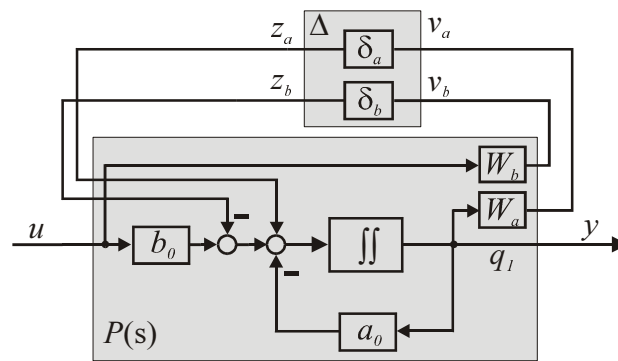 z_a Δ δ_a v_a
z_b δ_b v_b
W_b
W_a
u b_0 ∬ q_1 y
P(s) a_0